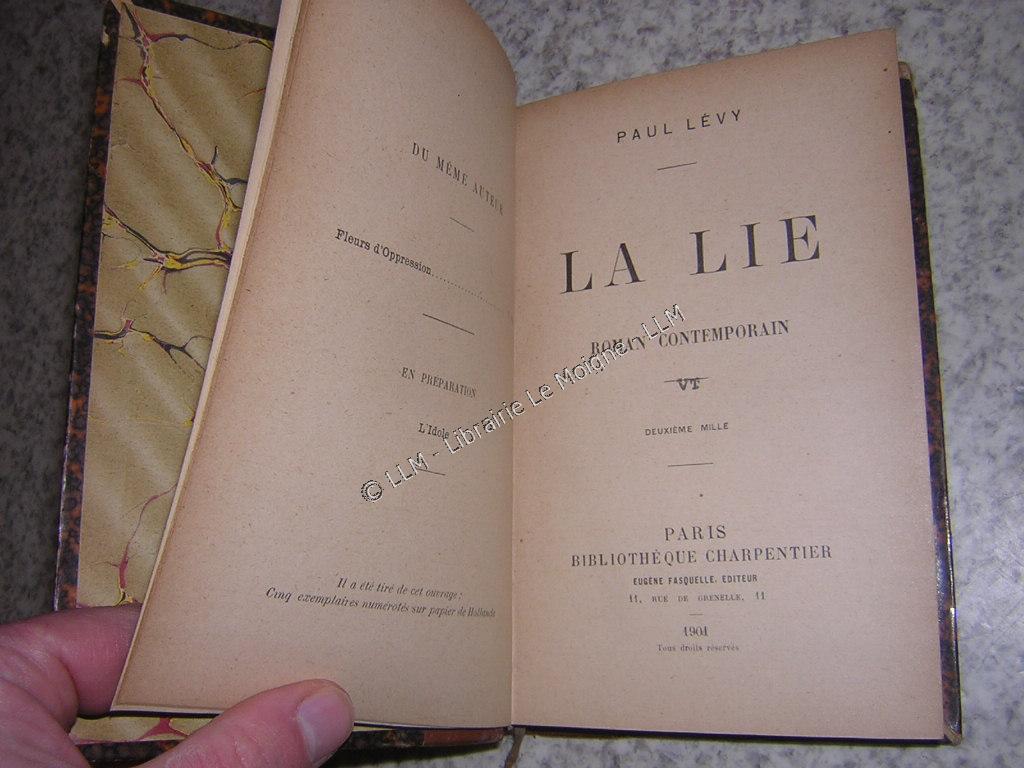 DU MÊME AUTEUR
Fleurs d'Oppression
EN PRÉPARATION
L'Idole
Il a été tiré de cet ouvrage :
Cinq exemplaires numérotés sur papier de Hollande
PAUL LÉVY
LA LIE
ROMAN CONTEMPORAIN
VT
DEUXIÈME MILLE
PARIS
BIBLIOTHÈQUE CHARPENTIER
EUGÈNE FASQUELLE, EDITEUR
11, RUE DE GRENELLE, 11
1901
Tous droits réservés
© LLM - Librairie Le Moigne - LLM